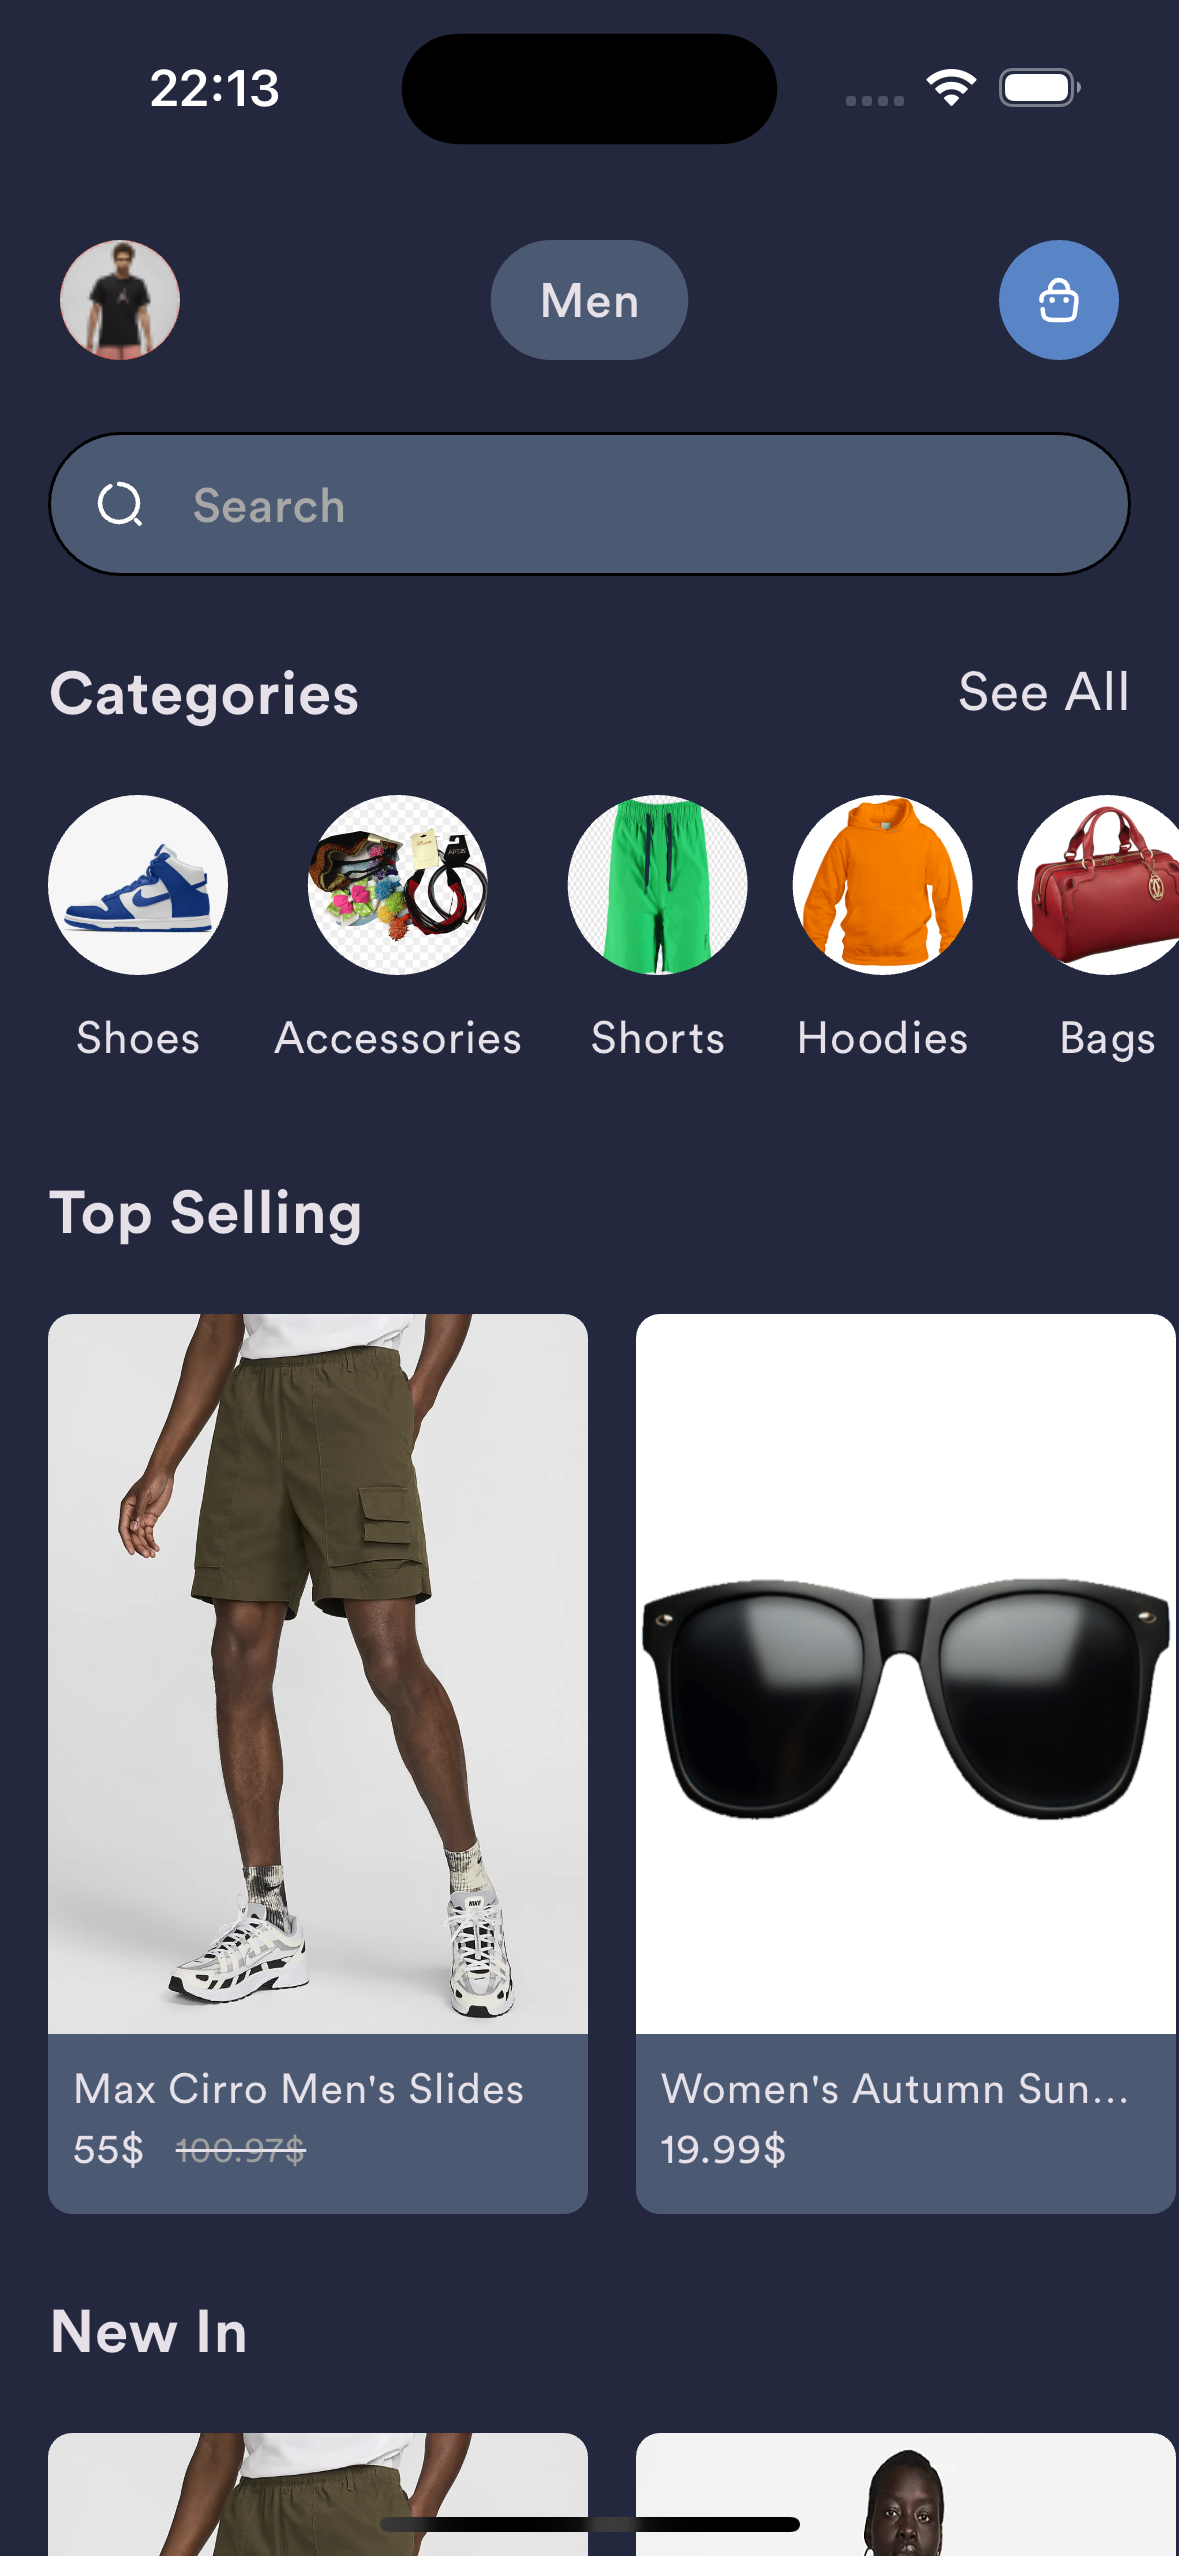 22:13
Men
Search
Categories
See All
Shoes
Accessories
Shorts
Hoodies
Bags
Top Selling
Max Cirro Men's Slides
55$ 100.97$
Women's Autumn Sun...
19.99$
New In